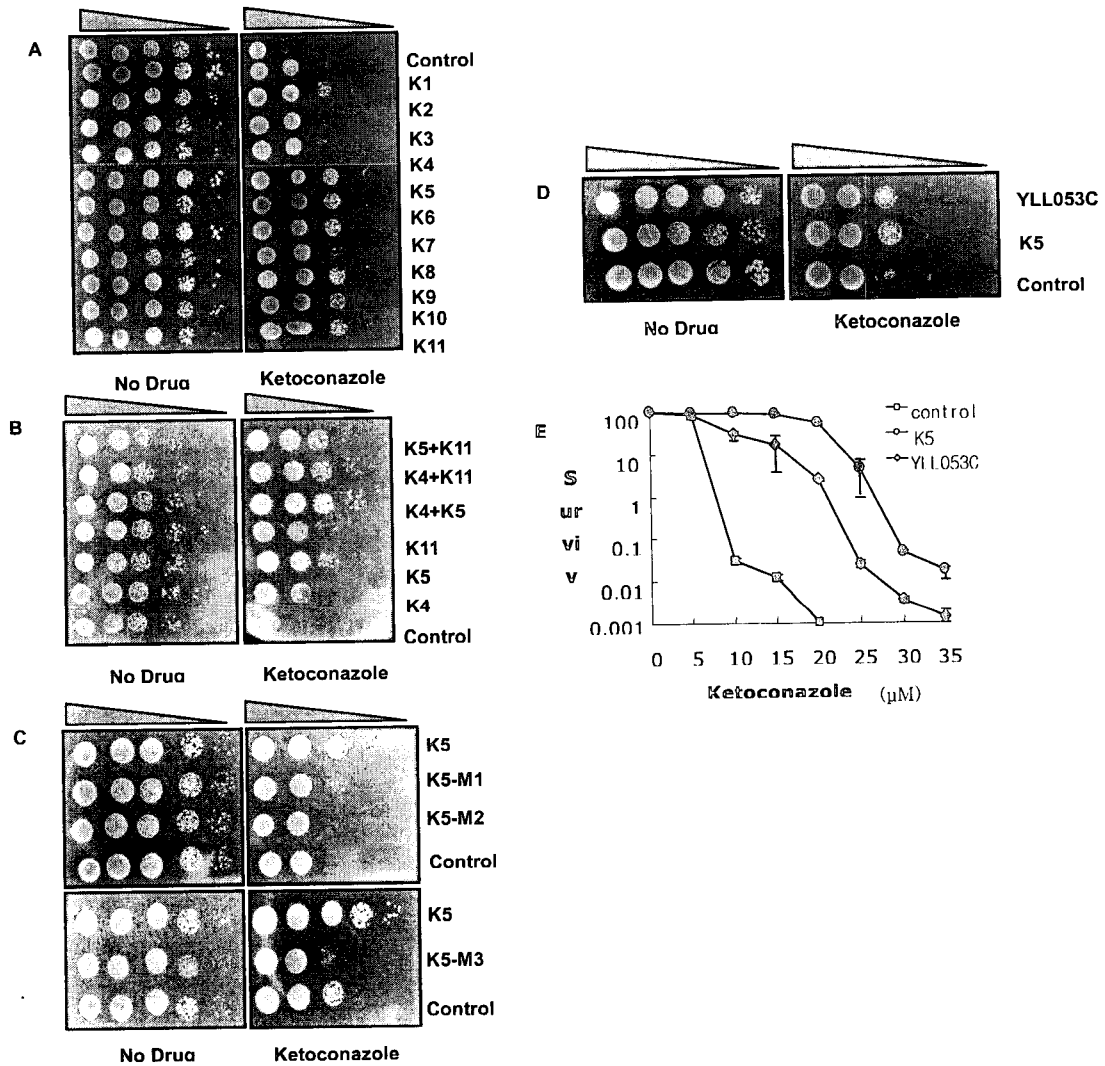 A
Control
K1
K2
K3
K4
K5
K6
K7
K8
K9
K10
K11
No Drug
Ketoconazole
B
K5+K11
K4+K11
K4+K5
K11
K5
K4
Control
No Drug
Ketoconazole
C
K5
K5-M1
K5-M2
Control
K5
K5-M3
Control
No Drug
Ketoconazole
D
YLL053C
K5
Control
No Drug
Ketoconazole
E
control
K5
YLL053C
S
ur
vi
v
100
10
1
0.1
0.01
0.001
0 5 10 15 20 25 30 35
Ketoconazole (μM)